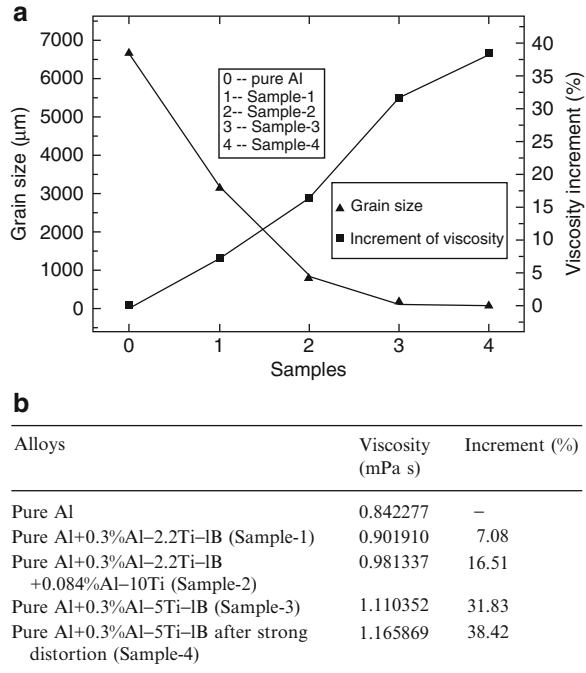 a
7000
6000
5000
4000
3000
2000
1000
0
Grain size (μm)
0 -- pure Al
1-- Sample-1
2-- Sample-2
3 -- Sample-3
4 -- Sample-4
Grain size
Increment of viscosity
40
35
30
25
20
15
10
5
0
Viscosity increment (%)
0 1 2 3 4
Samples
b
Alloys Viscosity (mPa s) Increment (%)
Pure Al 0.842277 –
Pure Al+0.3%Al–2.2Ti–lB (Sample-1) 0.901910 7.08
Pure Al+0.3%Al–2.2Ti–lB 0.981337 16.51
+0.084%Al–10Ti (Sample-2)
Pure Al+0.3%Al–5Ti–lB (Sample-3) 1.110352 31.83
Pure Al+0.3%Al–5Ti–lB after strong 1.165869 38.42
distortion (Sample-4)